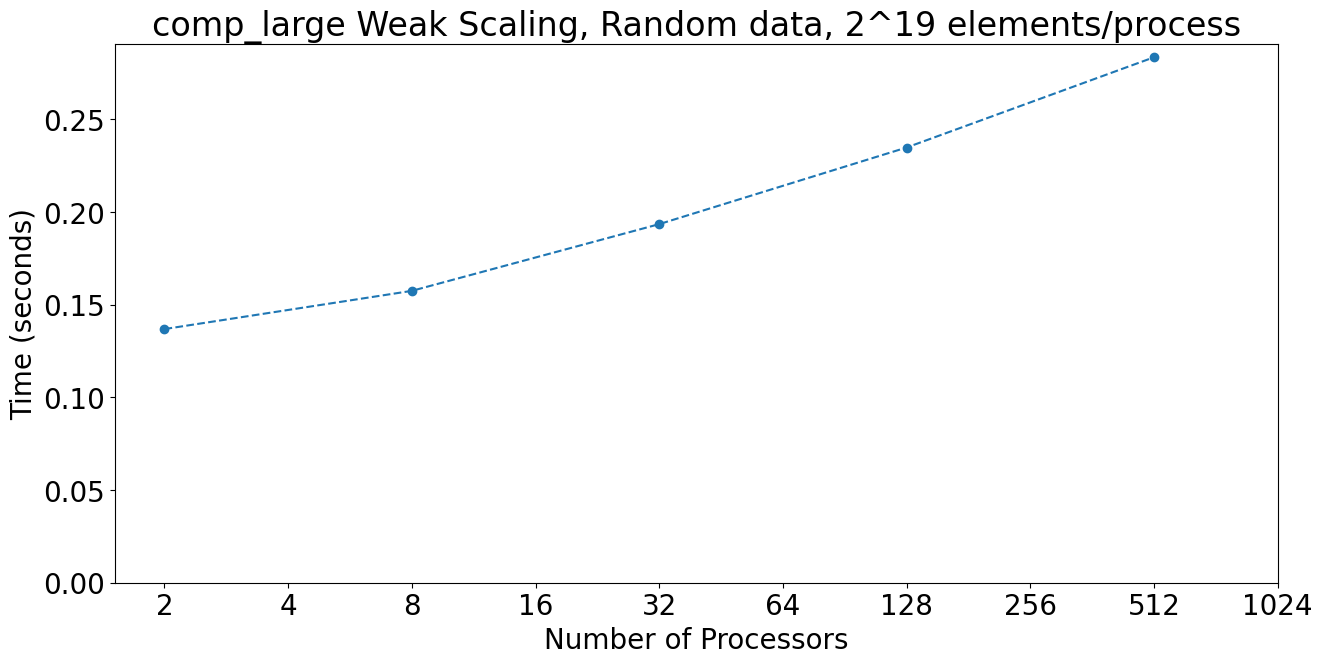 comp_large Weak Scaling, Random data, 2^19 elements/process
Time (seconds)
0.25
0.20
0.15
0.10
0.05
0.00
2 4 8 16 32 64 128 256 512 1024
Number of Processors